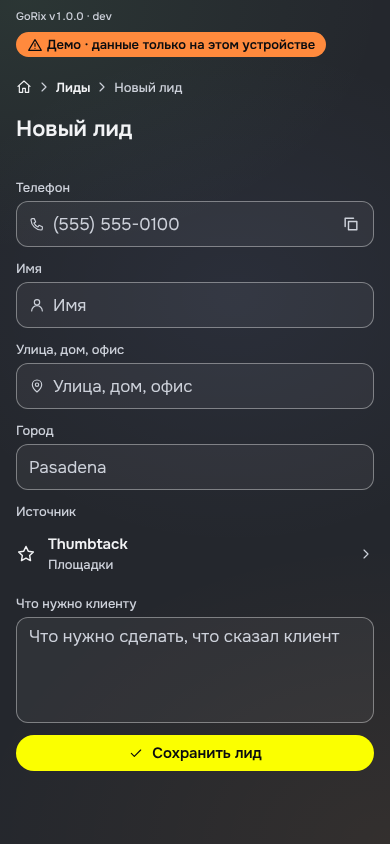 GoRix v1.0.0 · dev
Демо · данные только на этом устройстве
Лиды Новый лид
Новый лид
Телефон
(555) 555-0100
Имя
Имя
Улица, дом, офис
Улица, дом, офис
Город
Pasadena
Источник
Thumbtack
Площадки
Что нужно клиенту
Что нужно сделать, что сказал клиент
Сохранить лид